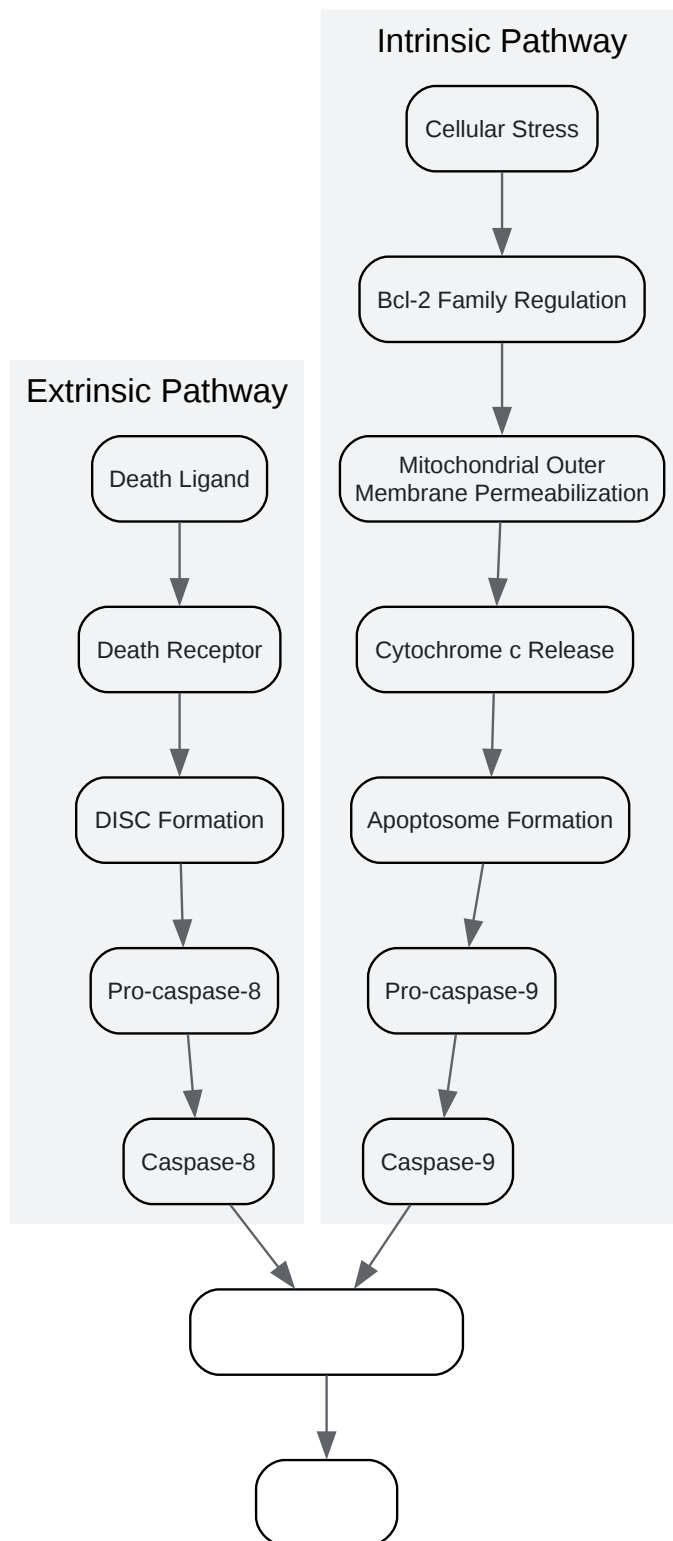 Intrinsic Pathway
Cellular Stress
Bcl-2 Family Regulation
Extrinsic Pathway
Death Ligand
Mitochondrial Outer
Membrane Permeabilization
Death Receptor
Cytochrome c Release
DISC Formation
Apoptosome Formation
Pro-caspase-8
Pro-caspase-9
Caspase-8
Caspase-9